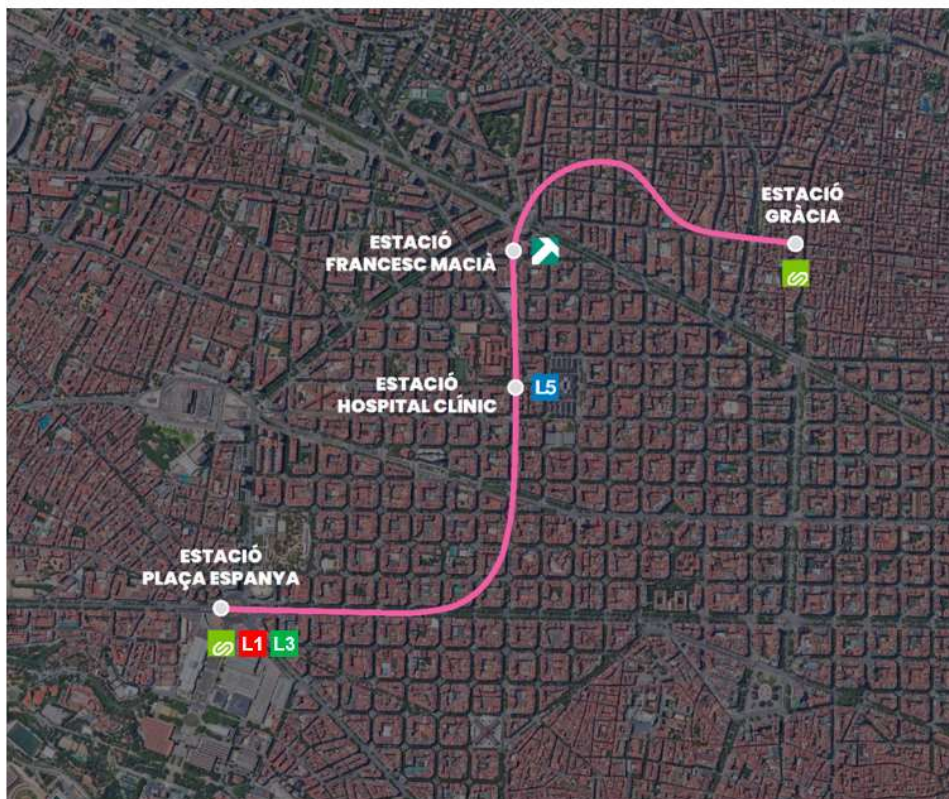 ESTACIÓ
GRÀCIA
ESTACIÓ
FRANCESC MACIÀ
ESTACIÓ
HOSPITAL CLÍNIC
L5
ESTACIÓ
PLAÇA ESPANYA
L1 L3